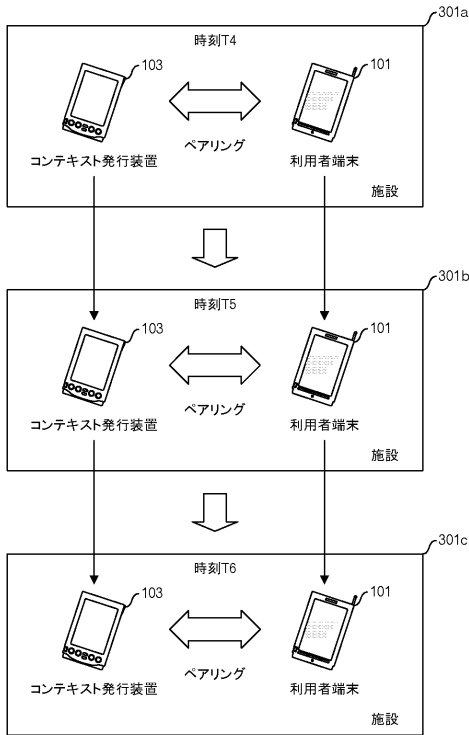 301a
時刻T4
103
101
ペアリング
コンテキスト発行装置
利用者端末
施設
301b
時刻T5
103
101
ペアリング
コンテキスト発行装置
利用者端末
施設
301c
時刻T6
103
101
ペアリング
コンテキスト発行装置
利用者端末
施設